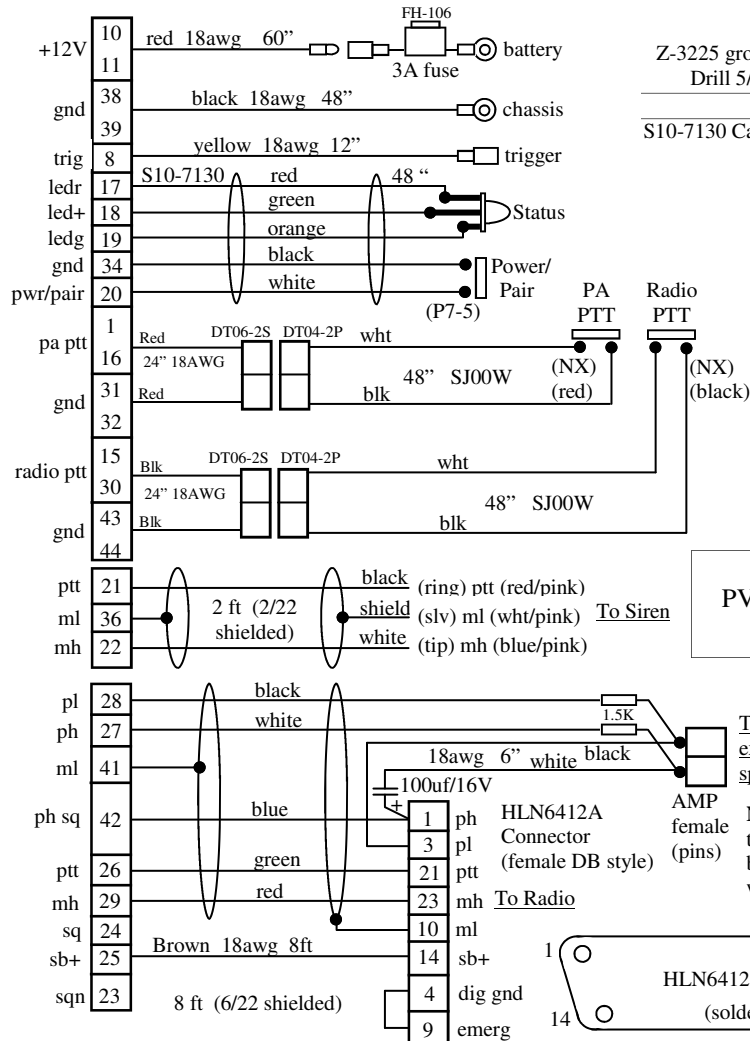 FH-106
+12V 10 red 18awg 60” battery
11 3A fuse
Z-3225
Drill
38 black 18awg 48” chassis
gnd
39
S10-7130
trig 8 yellow 18awg 12” trigger
ledr 17 S10-7130 red 48 “
led+ 18 green Status
ledg 19 orange
gnd 34 black Power/
pwr/pair 20 white Pair
(P7-5)
PA Radio
PTT PTT
1
pa ptt Red DT06-2S DT04-2P wht
16 24” 18AWG (NX) (NX)
48” SJ00W (red) (black)
31 Red blk
gnd
32
15 DT06-2S DT04-2P wht
radio ptt Blk
30 24” 18AWG
48” SJ00W
43 Blk blk
gnd
44
ptt 21 black (ring) ptt (red/pink)
ml 36 2 ft (2/22 shield (slv) ml (wht/pink) To Siren
shielded)
mh 22 white (tip) mh (blue/pink)
PV
pl 28 black
ph 27 white 1.5K
ml 41 18awg 6” white black
100uf/16V
+
AMP
female
(pins)
ph sq 42 blue 1 ph HLN6412A
3 pl Connector
(female DB style)
ptt 26 green 21 ptt
mh 29 red 23 mh To Radio
sq 24 10 ml
sb+ 25 Brown 18awg 8ft 14 sb+
sqn 23 8 ft (6/22 shielded) 4 dig gnd
9 emerg
1
HLN6412
14